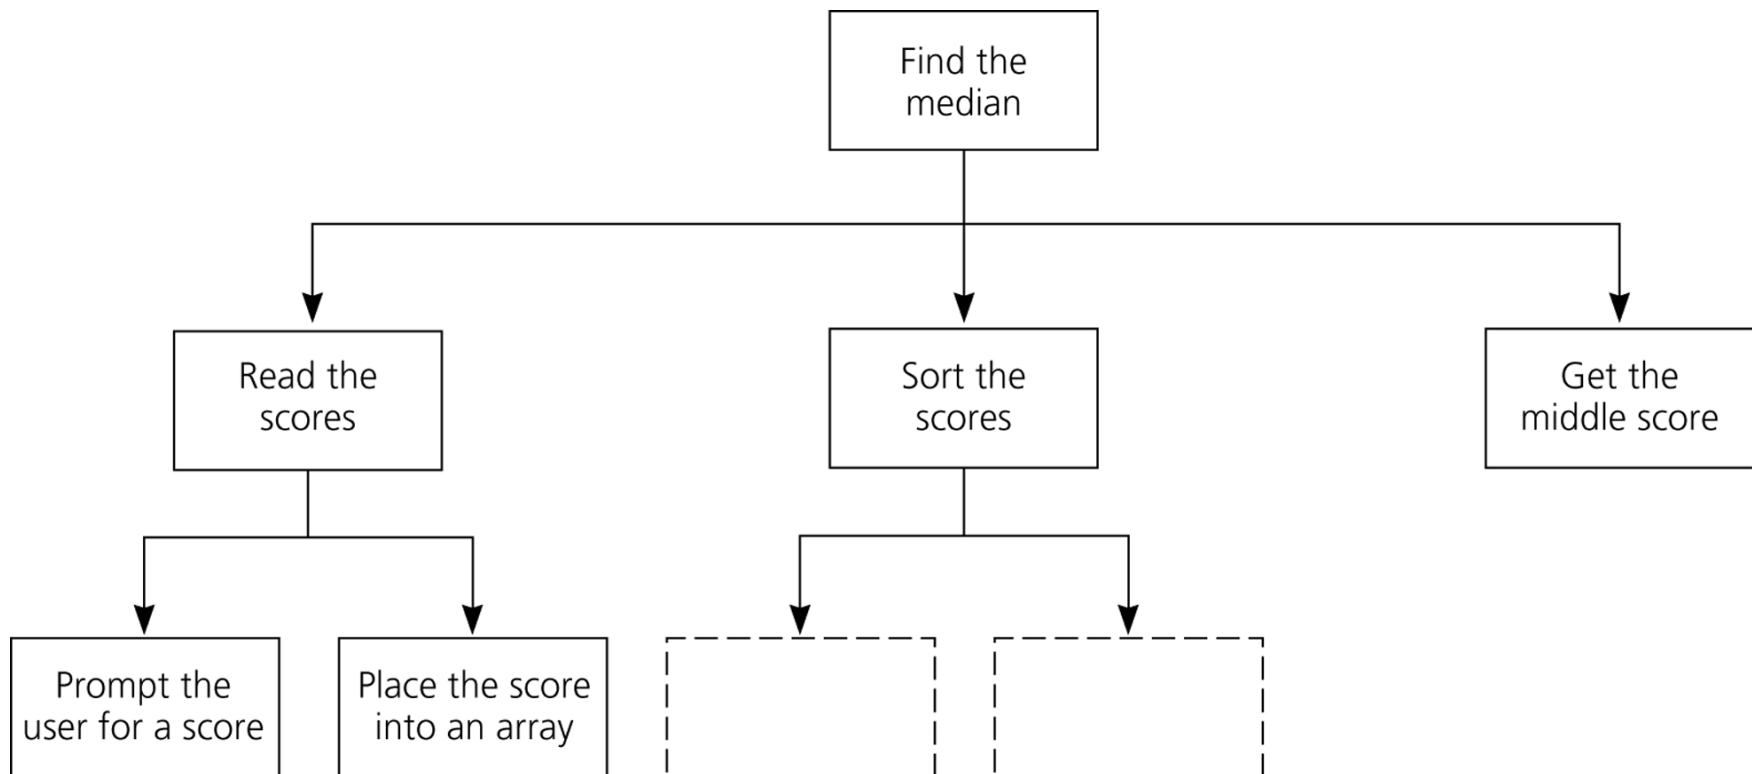 Find the
median
Read the
scores
Sort the
scores
Get the
middle score
Prompt the
user for a score
Place the score
into an array